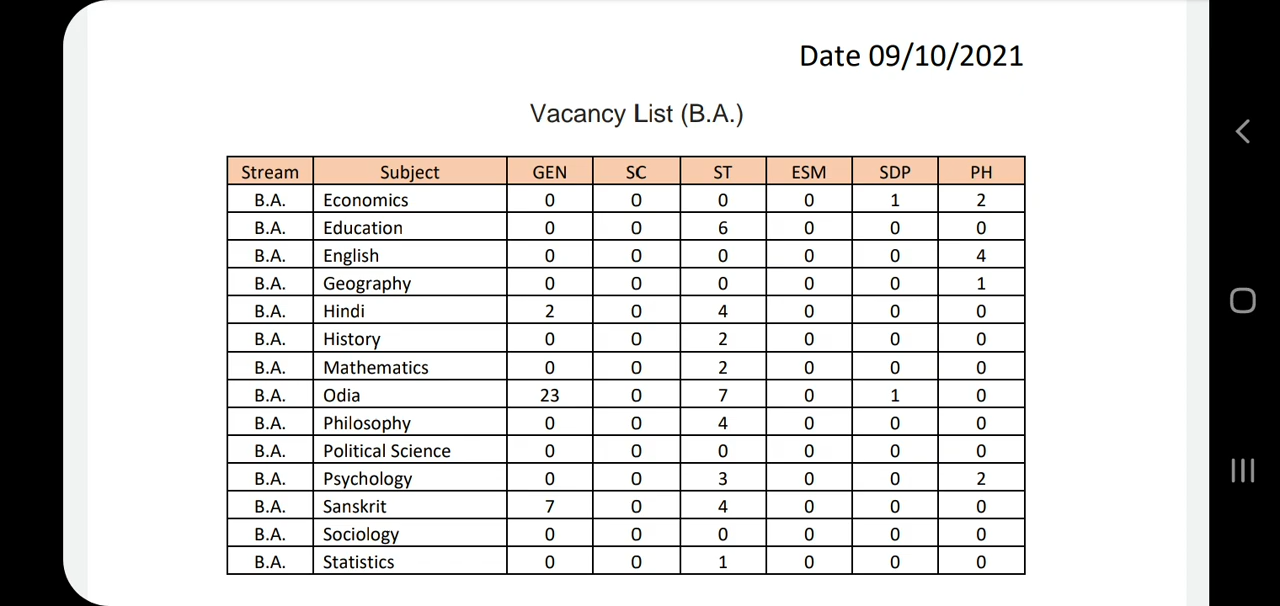 Date 09/10/2021
Vacancy List (B.A.)
Stream Subject GEN SC ST ESM SDP PH
B.A. Economics 0 0 0 0 1 2
B.A. Education 0 0 6 0 0 0
B.A. English 0 0 0 0 0 4
B.A. Geography 0 0 0 0 0 1
B.A. Hindi 2 0 4 0 0 0
B.A. History 0 0 2 0 0 0
B.A. Mathematics 0 0 2 0 0 0
B.A. Odia 23 0 7 0 1 0
B.A. Philosophy 0 0 4 0 0 0
B.A. Political Science 0 0 0 0 0 0
B.A. Psychology 0 0 3 0 0 2
B.A. Sanskrit 7 0 4 0 0 0
B.A. Sociology 0 0 0 0 0 0
B.A. Statistics 0 0 1 0 0 0